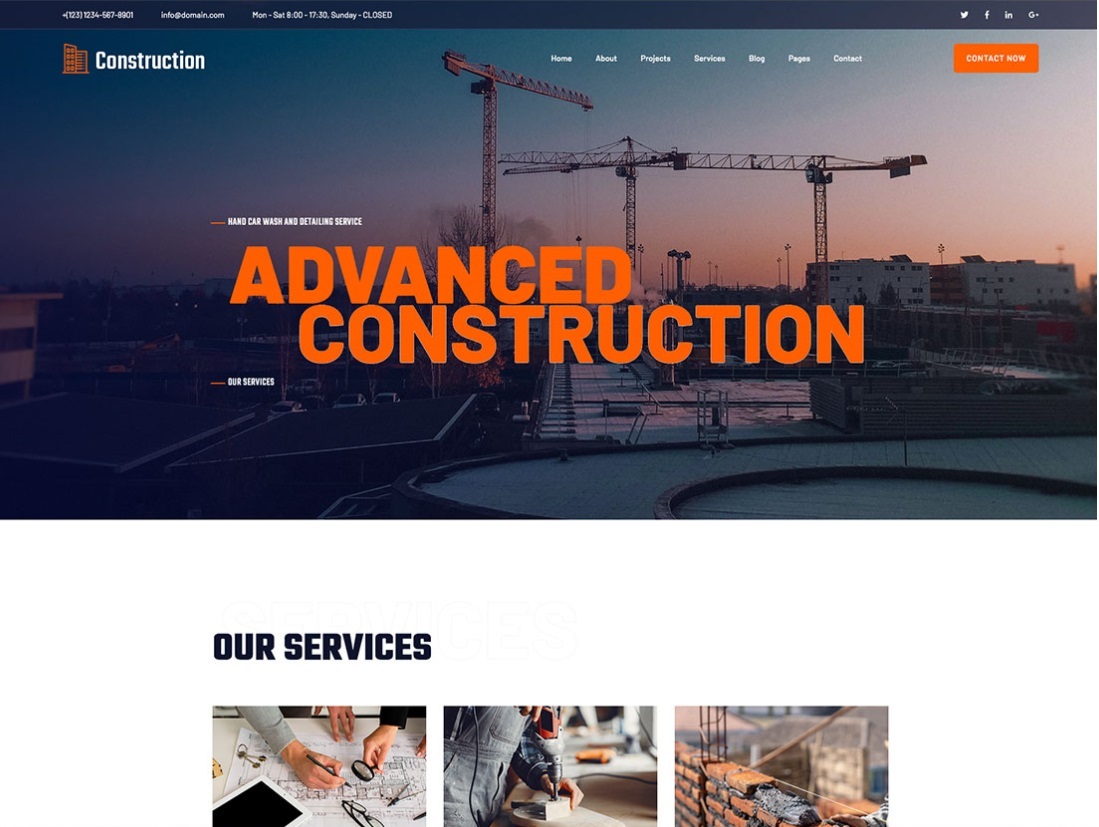 +(123) 1234-567-8901 info@domain.com Mon - Sat 8:00 - 17:30, Sunday - CLOSED
Construction Home About Projects Services Blog Pages Contact CONTACT NOW
HAND CAR WASH AND DETAILING SERVICE
ADVANCED
CONSTRUCTION
OUR SERVICES
SERVICES
OUR SERVICES